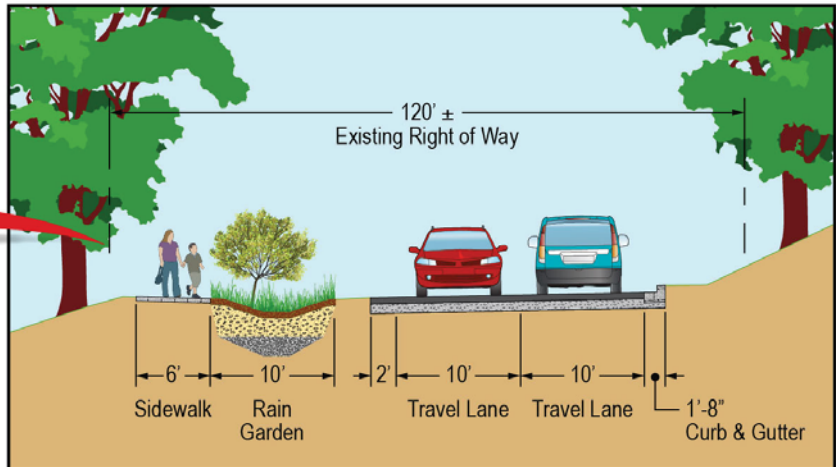 120' ±
Existing Right of Way
6'
10'
2'
10'
10'
Sidewalk
Rain
Garden
Travel Lane
Travel Lane
1'-8"
Curb & Gutter